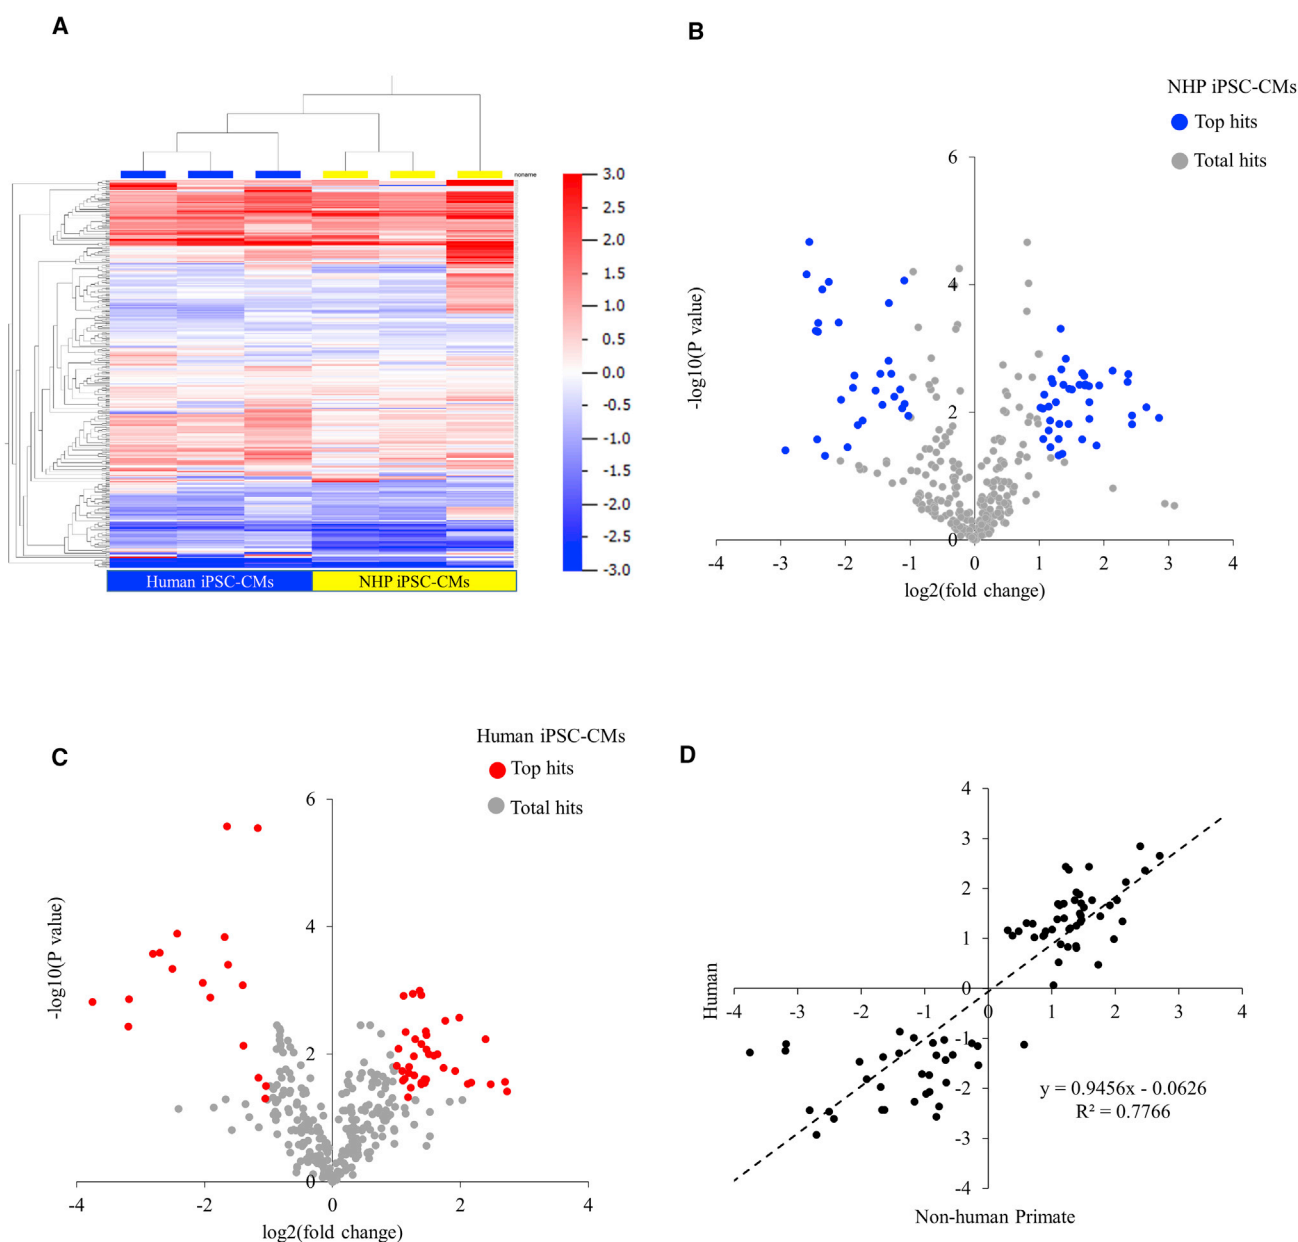 A
noname
3.0
2.5
2.0
1.5
1.0
0.5
0.0
-0.5
-1.0
-1.5
-2.0
-2.5
-3.0
Human iPSC-CMs
NHP iPSC-CMs
B
NHP iPSC-CMs
Top hits
Total hits
6
4
2
0
-log10(P value)
-4 -3 -2 -1 0 1 2 3 4
log2(fold change)
C
Human iPSC-CMs
Top hits
Total hits
6
4
2
0
-log10(P value)
-4 -2 0 2 4
log2(fold change)
D
4
3
2
1
0
-1
-2
-3
-4
Human
-4 -3 -2 -1 0 1 2 3 4
y = 0.9456x - 0.0626
R² = 0.7766
Non-human Primate